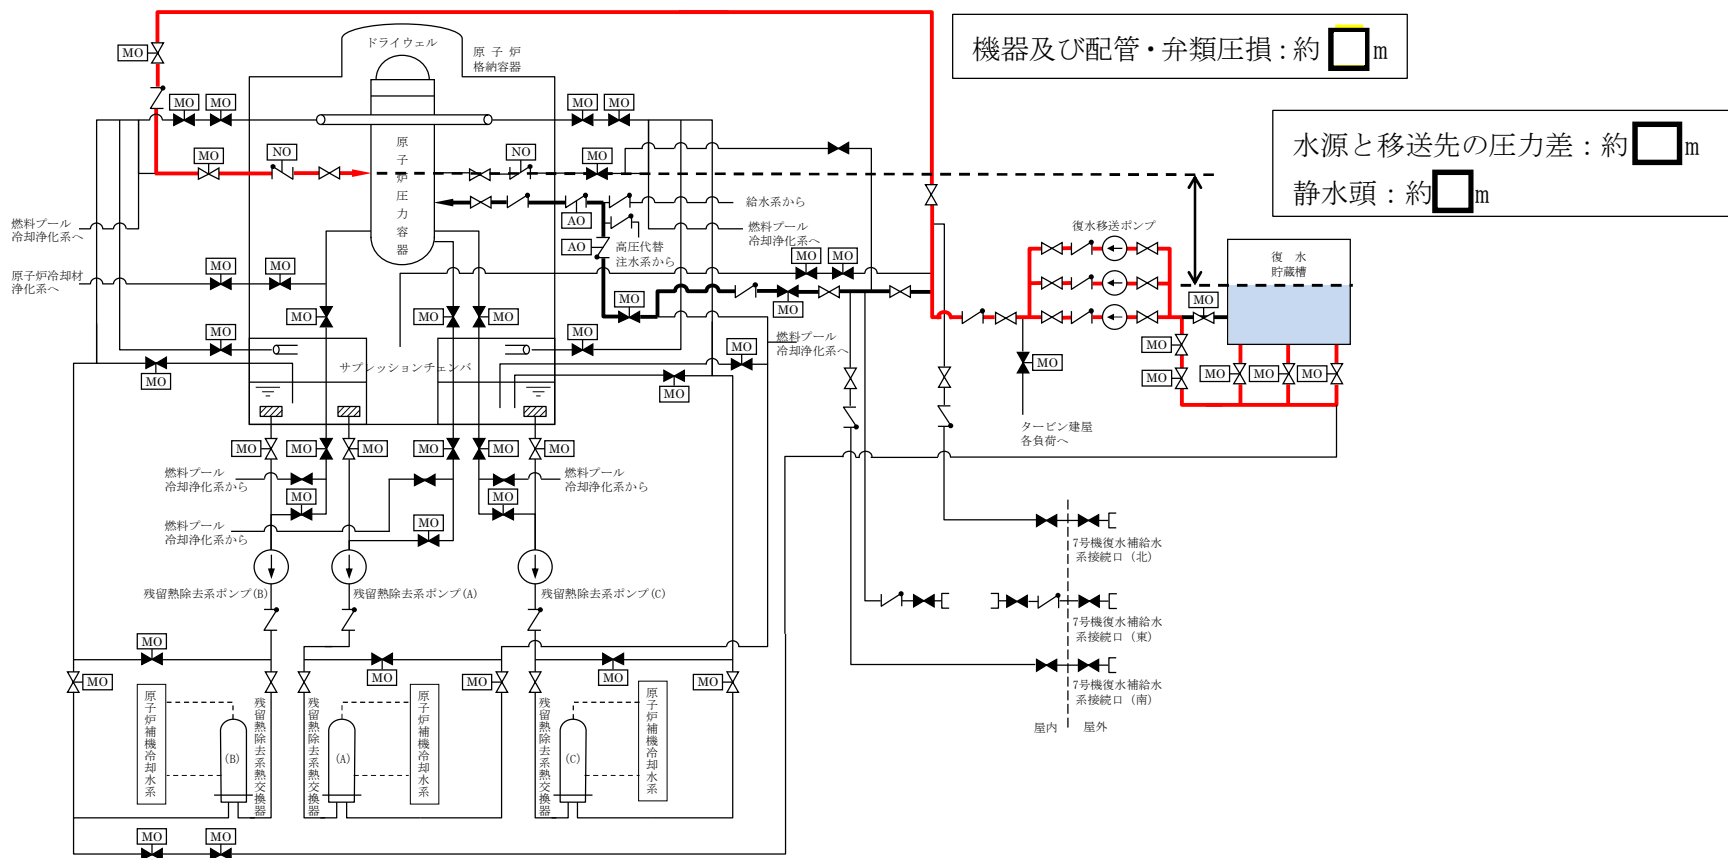 機器及び配管・弁類圧損：約 m
水源と移送先の圧力差：約 m
静水頭：約 m
ドライウェル
原子炉
格納容器
MO
MO
MO
MO
MO
原子炉圧力容器
MO
NO
NO
MO
給水系から
AO
燃料プール
冷却浄化系へ
燃料プール
冷却浄化系へ
AO
高圧代替
注水系から
復水移送ポンプ
復水
貯蔵槽
原子炉冷却材
浄化系へ
MO
MO
MO
MO
MO
MO
MO
MO
MO
MO
MO
MO
燃料プール
冷却浄化系へ
MO
MO
MO
MO
MO
サプレッションチェンバ
MO
MO
MO
MO
MO
MO
タービン建屋
各負荷へ
MO
MO
MO
MO
MO
MO
燃料プール
冷却浄化系から
燃料プール
冷却浄化系から
MO
MO
燃料プール
冷却浄化系から
MO
7号機復水補給水
系接続口（北）
残留熱除去系ポンプ(B)
残留熱除去系ポンプ(A)
残留熱除去系ポンプ(C)
7号機復水補給水
系接続口（東）
MO
MO
MO
MO
MO
MO
7号機復水補給水
系接続口（南）
屋内
屋外
原子炉補機冷却水系
(B)
残留熱除去系熱交換器
残留熱除去系熱交換器
(A)
原子炉補機冷却水系
残留熱除去系熱交換器
(C)
原子炉補機冷却水系
MO
MO